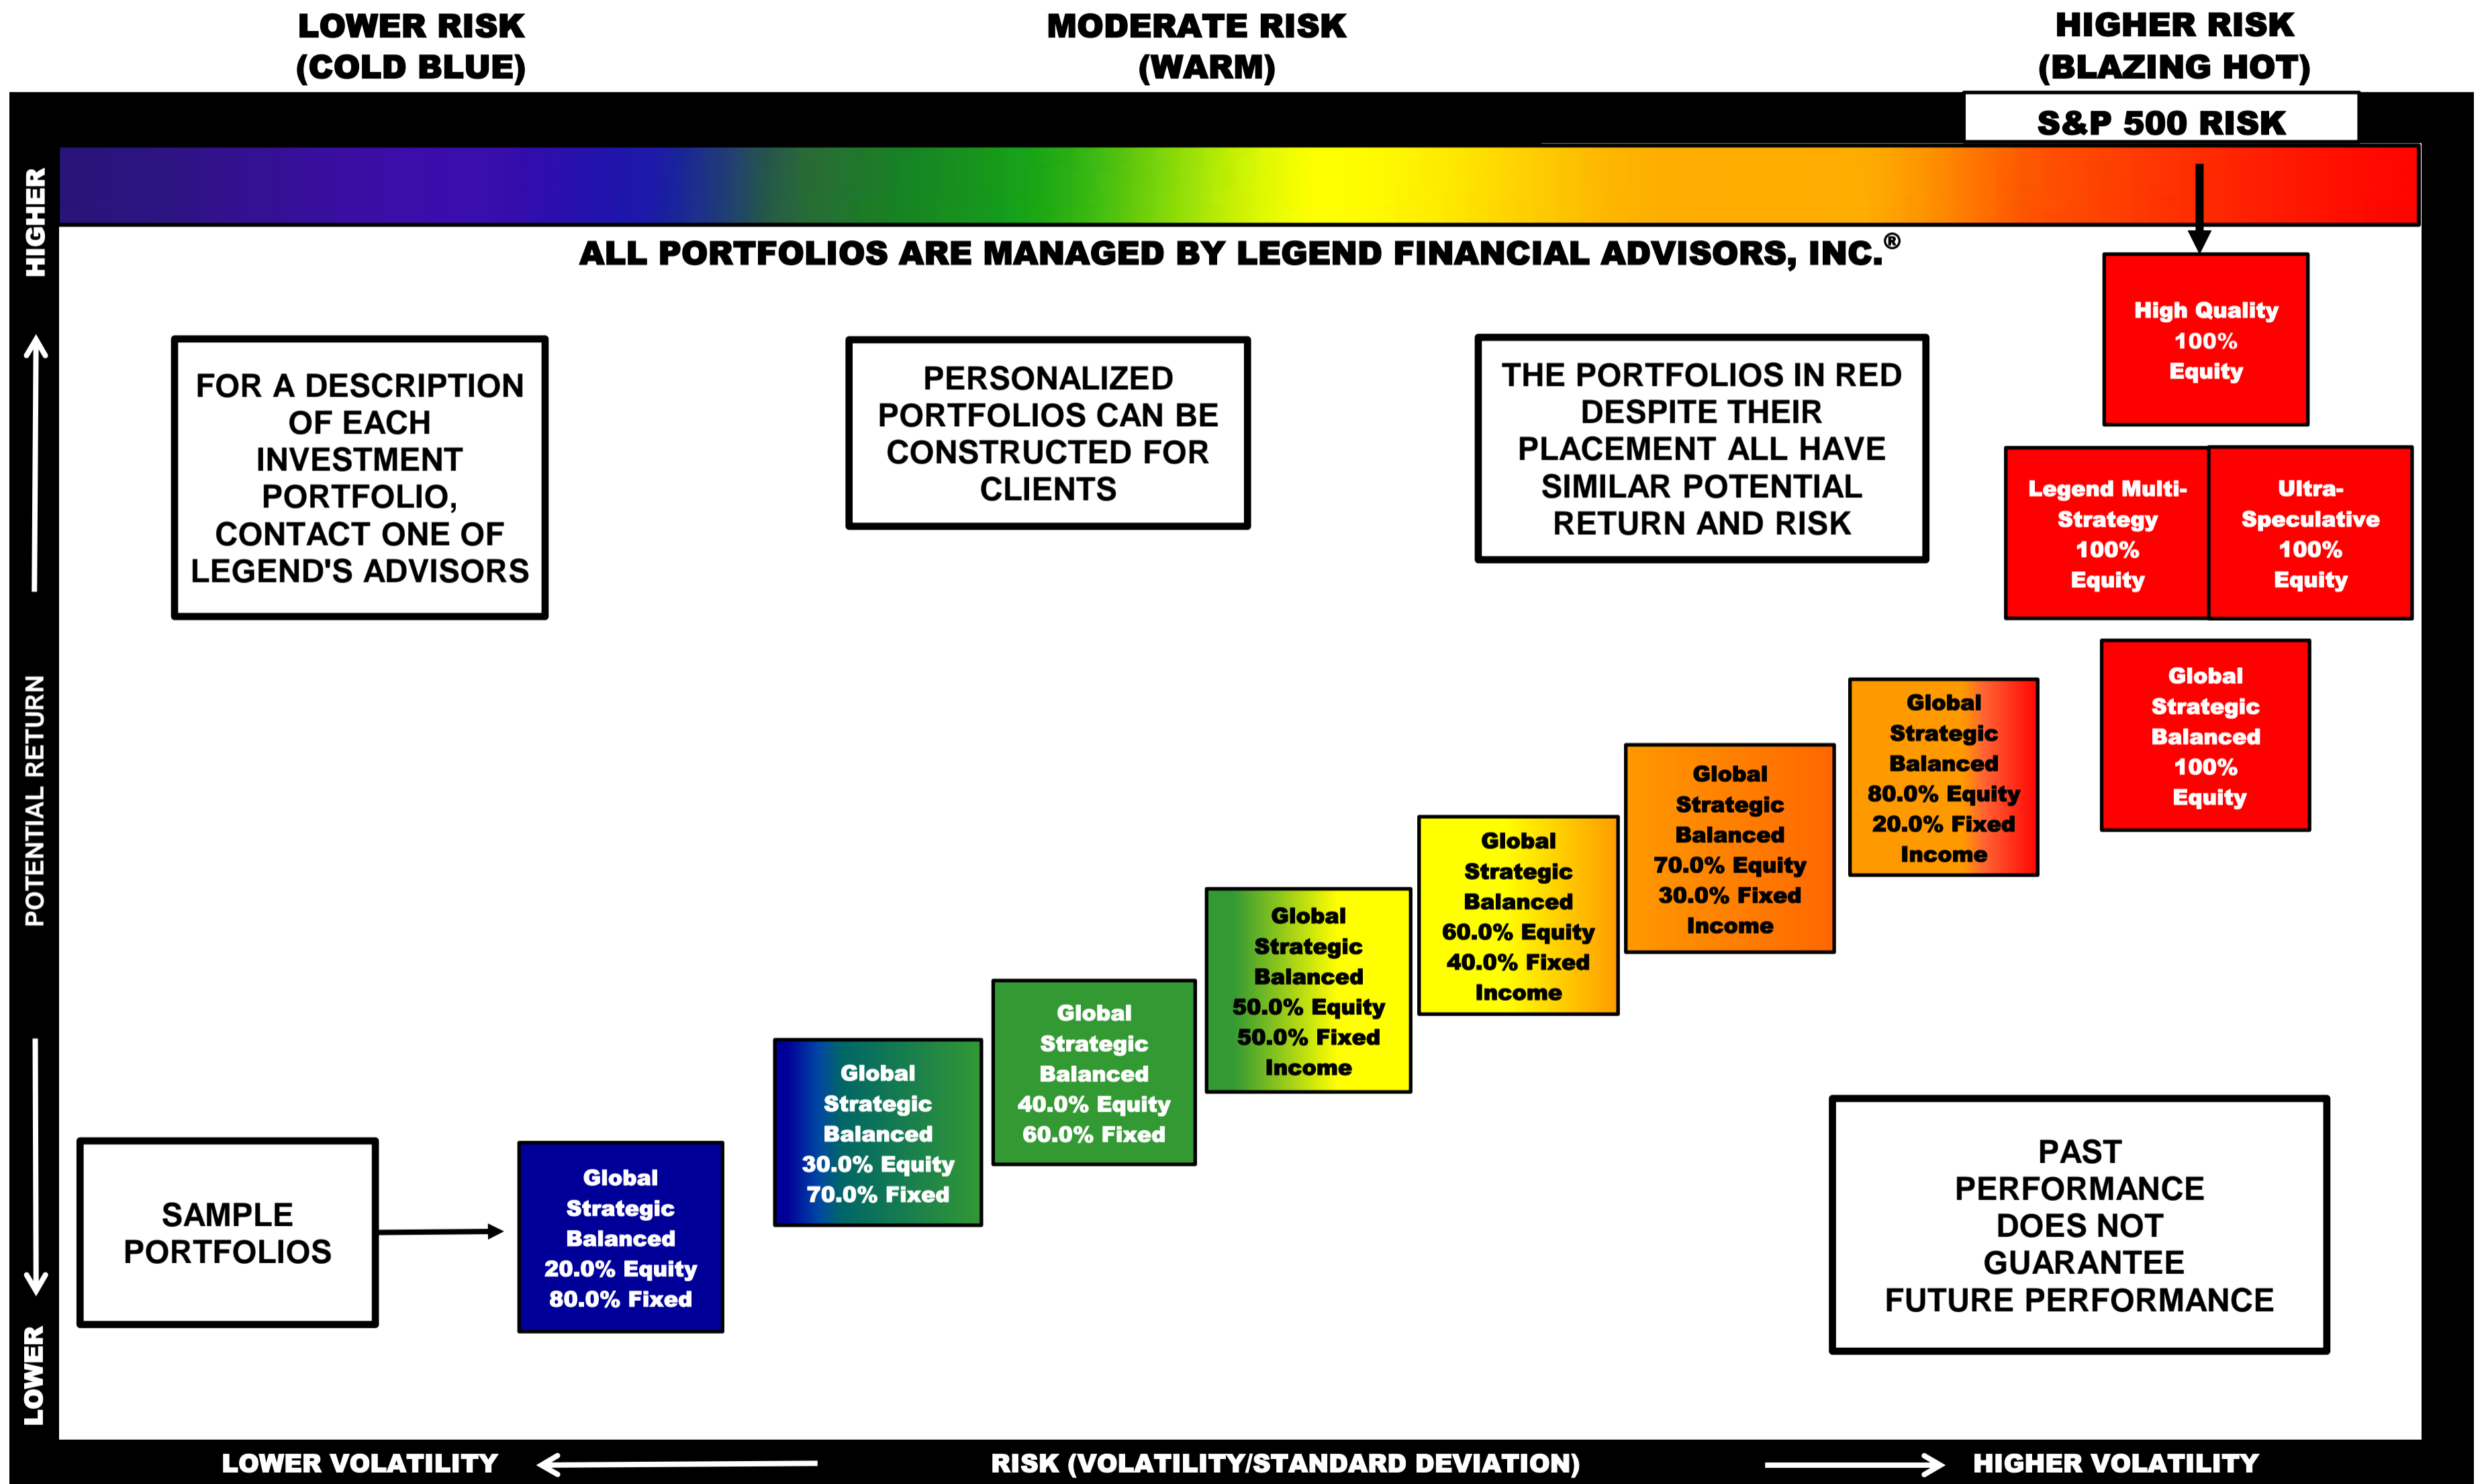 LOWER RISK
(COLD BLUE)
MODERATE RISK
(WARM)
HIGHER RISK
(BLAZING HOT)
S&P 500 RISK
HIGHER
POTENTIAL RETURN
LOWER
ALL PORTFOLIOS ARE MANAGED BY LEGEND FINANCIAL ADVISORS, INC.®
FOR A DESCRIPTION
OF EACH
INVESTMENT
PORTFOLIO,
CONTACT ONE OF
LEGEND'S ADVISORS
PERSONALIZED
PORTFOLIOS CAN BE
CONSTRUCTED FOR
CLIENTS
THE PORTFOLIOS IN RED
DESPITE THEIR
PLACEMENT ALL HAVE
SIMILAR POTENTIAL
RETURN AND RISK
High Quality
100%
Equity
Legend Multi-
Strategy
100%
Equity
Ultra-
Speculative
100%
Equity
Global
Strategic
Balanced
100%
Equity
Global
Strategic
Balanced
80.0% Equity
20.0% Fixed
Income
Global
Strategic
Balanced
70.0% Equity
30.0% Fixed
Income
Global
Strategic
Balanced
60.0% Equity
40.0% Fixed
Income
Global
Strategic
Balanced
50.0% Equity
50.0% Fixed
Income
Global
Strategic
Balanced
40.0% Equity
60.0% Fixed
Global
Strategic
Balanced
30.0% Equity
70.0% Fixed
Global
Strategic
Balanced
20.0% Equity
80.0% Fixed
SAMPLE
PORTFOLIOS
PAST
PERFORMANCE
DOES NOT
GUARANTEE
FUTURE PERFORMANCE
LOWER VOLATILITY
RISK (VOLATILITY/STANDARD DEVIATION)
HIGHER VOLATILITY